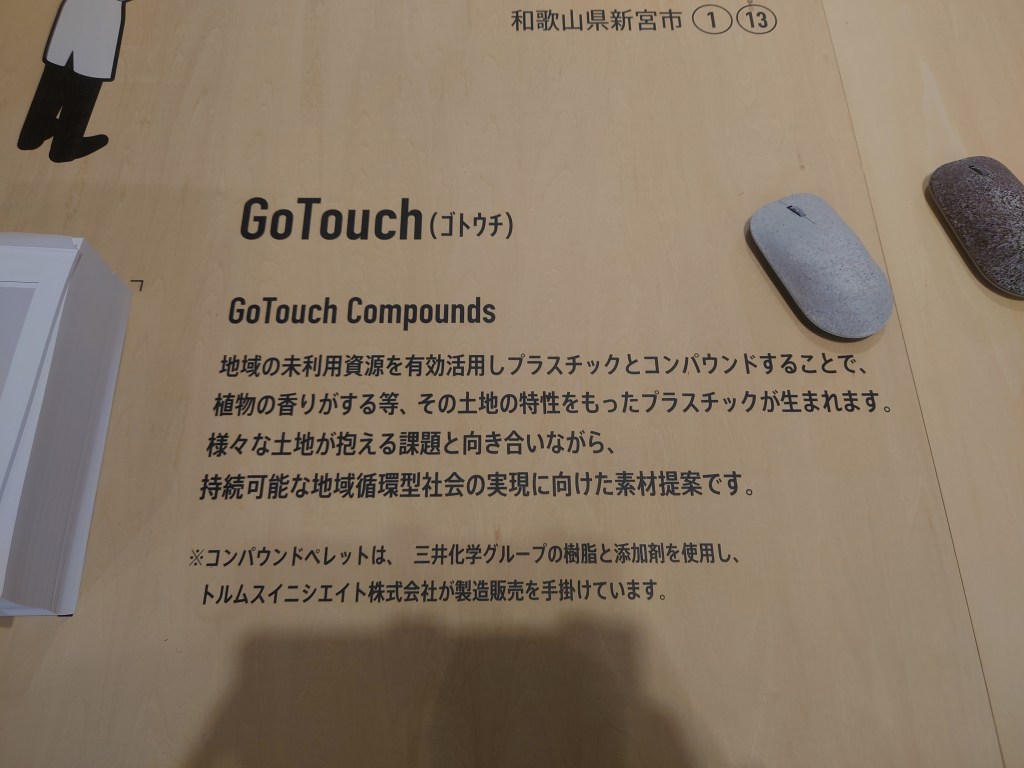 和歌山県新宮市 ① ⑬
GoTouch(ゴトウチ)
GoTouch Compounds
地域の未利用資源を有効活用しプラスチックとコンパウンドすることで、
植物の香りがする等、その土地の特性をもったプラスチックが生まれます。
様々な土地が抱える課題と向き合いながら、
持続可能な地域循環型社会の実現に向けた素材提案です。
※コンパウンドペレットは、 三井化学グループの樹脂と添加剤を使用し、
トルムスイニシエイト株式会社が製造販売を手掛けています。